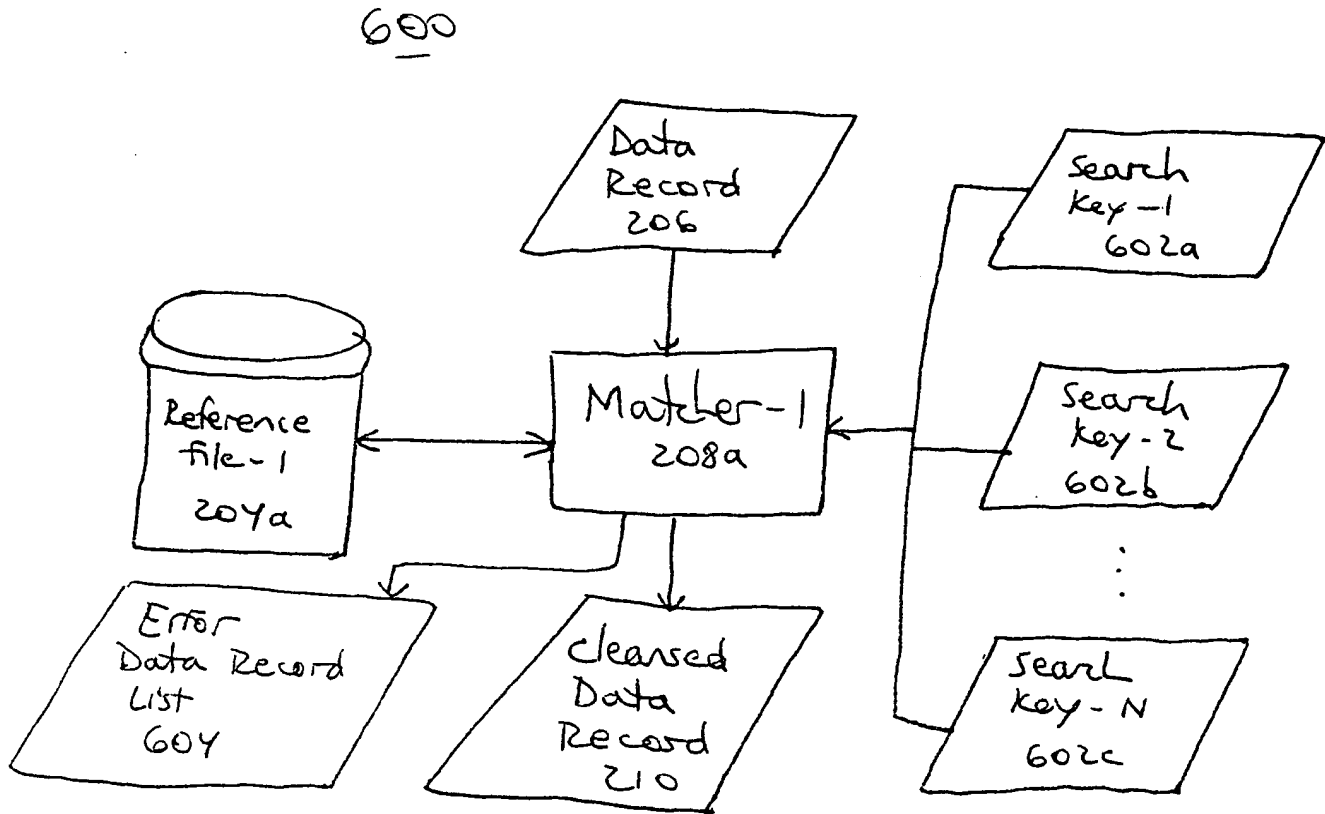 600
Data
Record
206
Search
Key-1
602a
Reference
file-1
204a
Matcher-1
208a
Search
Key-2
602b
Error
Data Record
List
604
Cleansed
Data
Record
210
Search
Key-N
602c